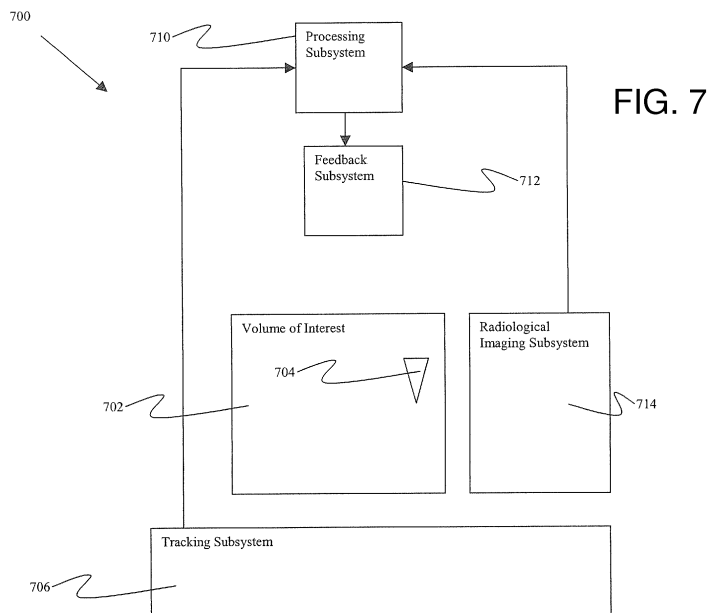 700
710
Processing
Subsystem
FIG. 7
Feedback
Subsystem
712
Volume of Interest
Radiological
Imaging Subsystem
704
702
714
Tracking Subsystem
706